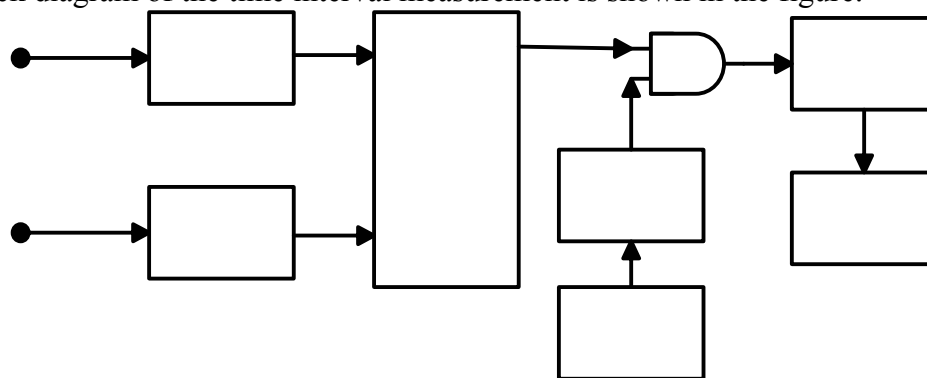 diagram of the time interval measurement is shown in the figure.